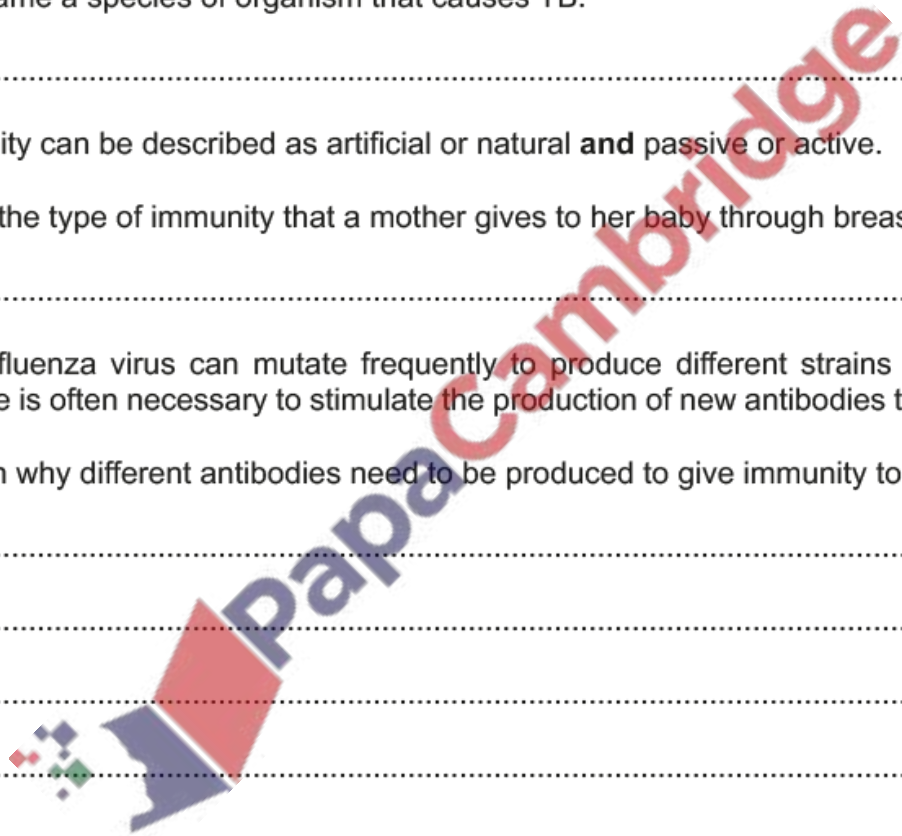 ame a species of organism that causes TB.
ity can be described as artificial or natural and passive or active.
the type of immunity that a mother gives to her baby through breas
fluenza virus can mutate frequently to produce different strains
e is often necessary to stimulate the production of new antibodies t
n why different antibodies need to be produced to give immunity to
PapaCambridge